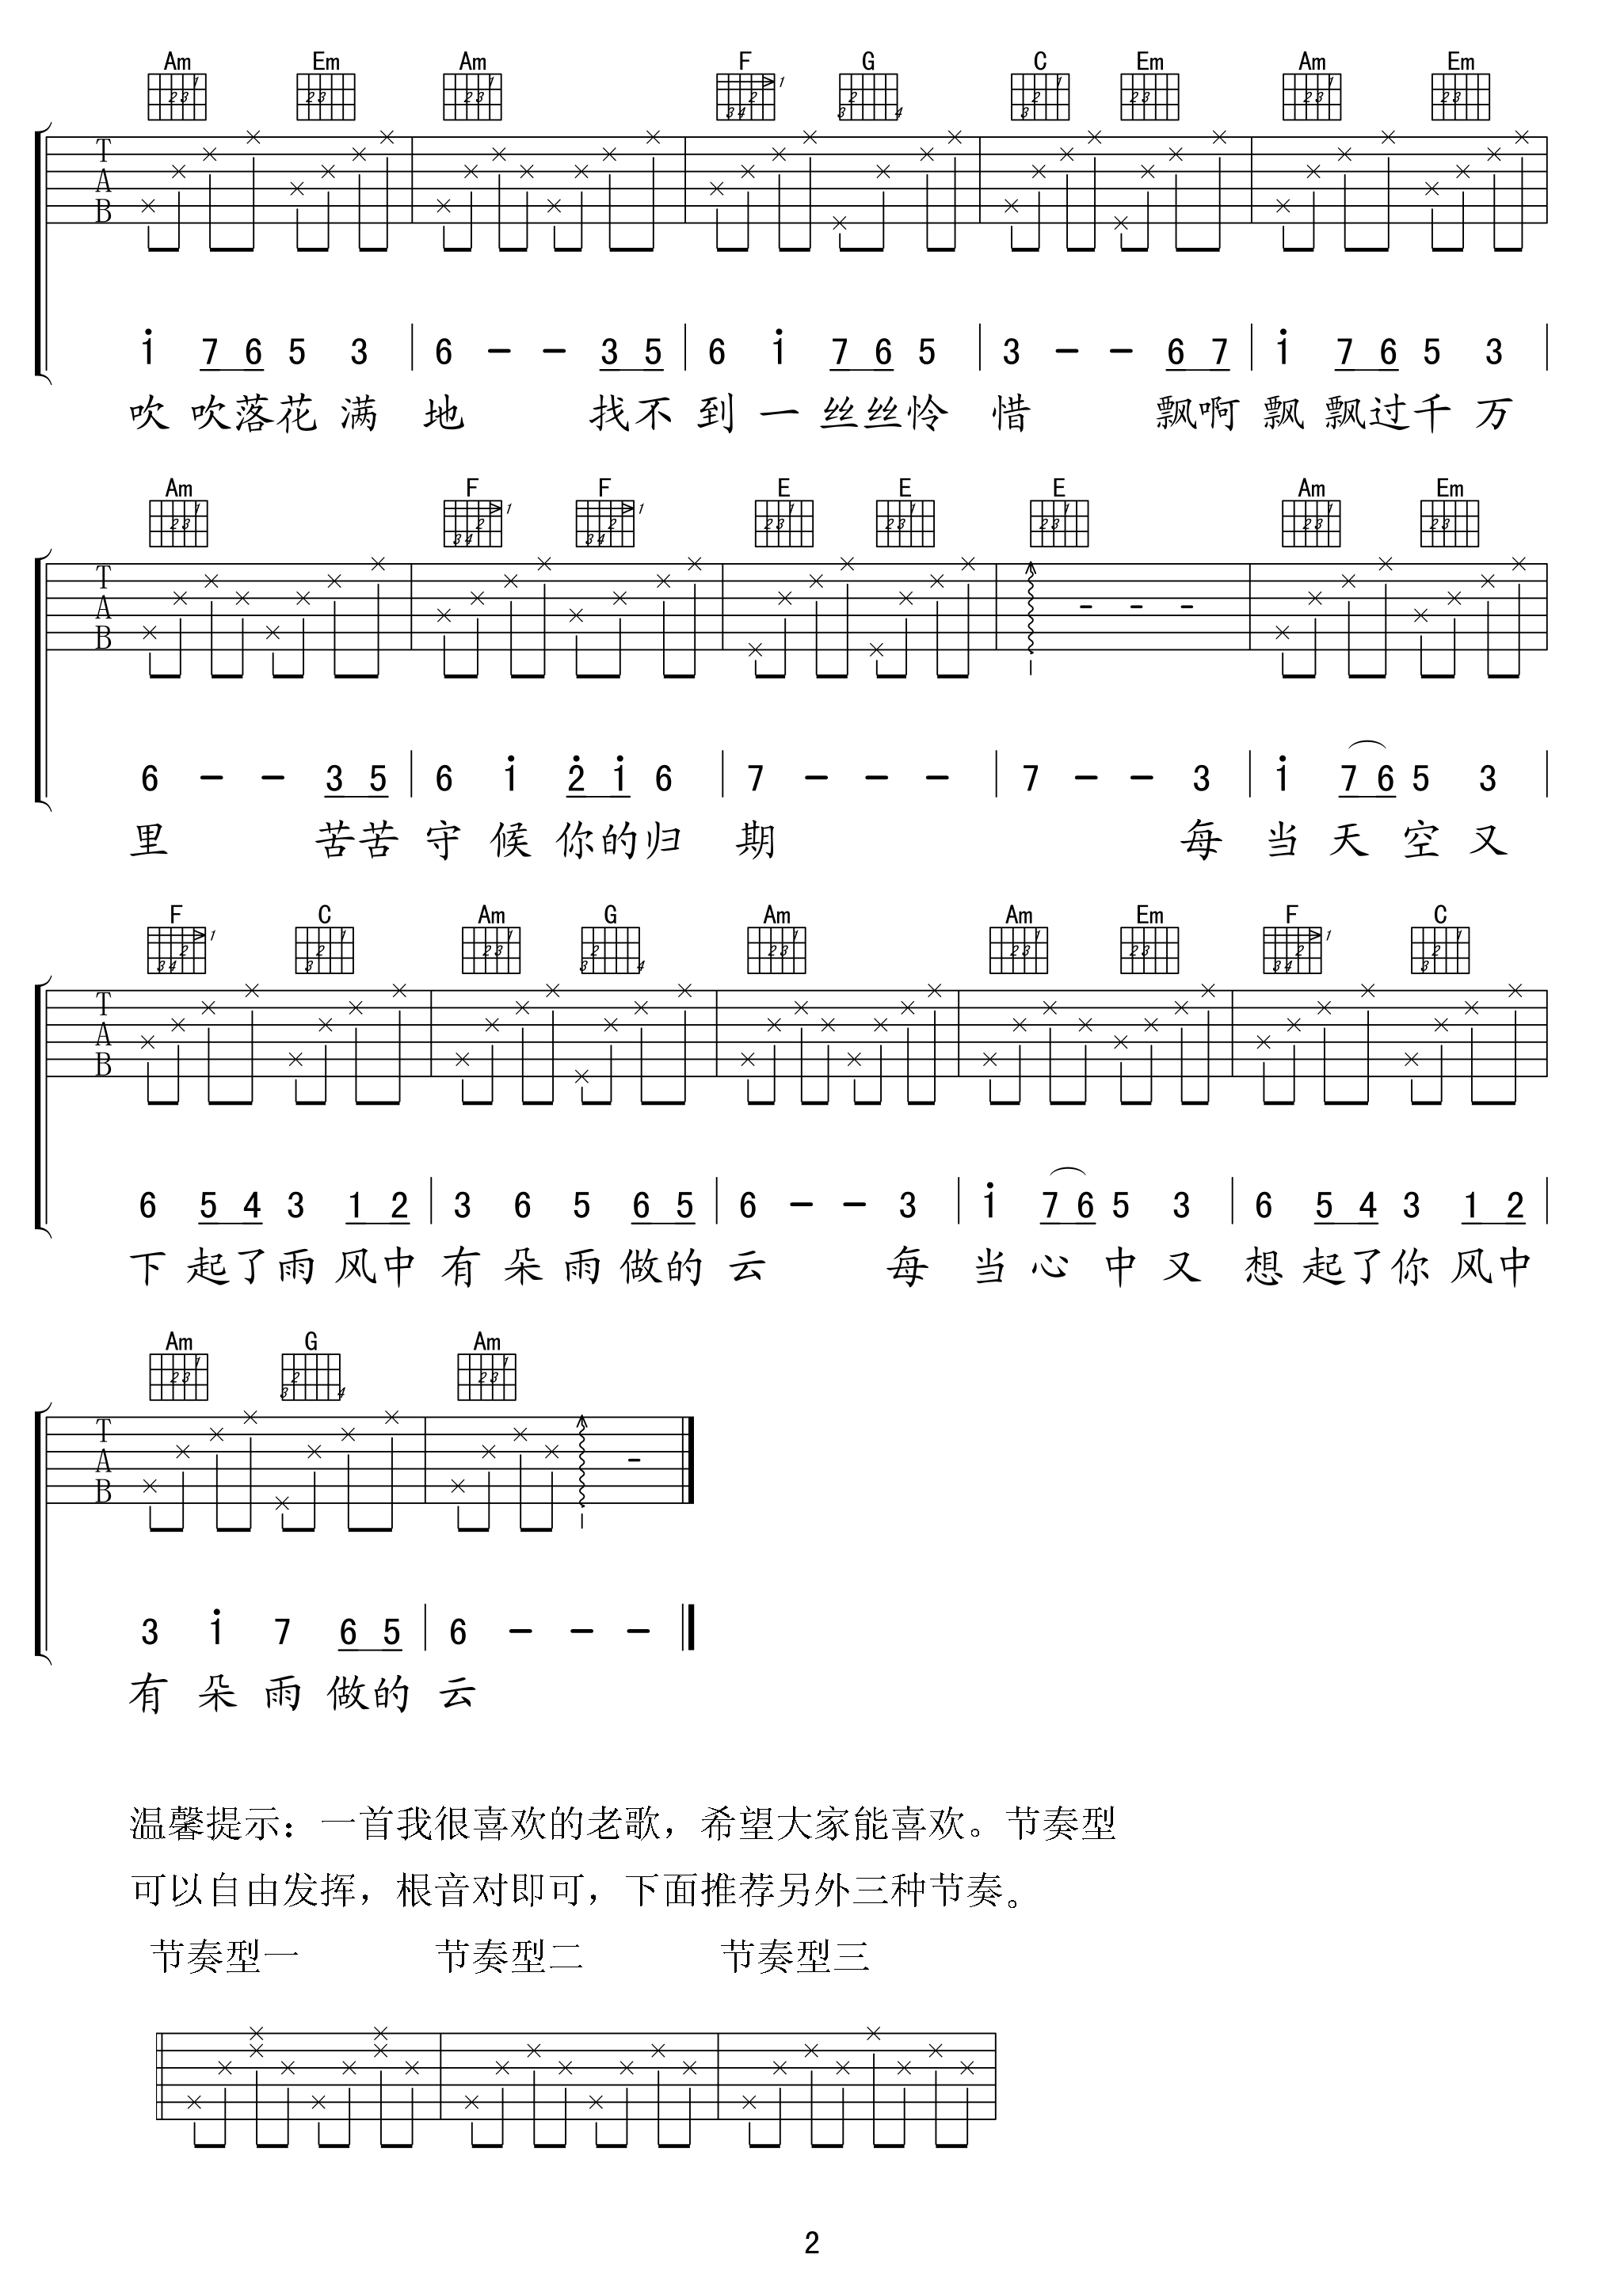 Am Em Am F G C Em Am Em
T
A
B
1 7 6 5 3 | 6 - - 3 5 | 6 1 7 6 5 | 3 - - 6 7 | 1 7 6 5 3 |
吹 吹落花 满 地 找不 到 一 丝丝怜 惜 飘啊 飘 飘过千 万
Am F F E E E Am Em
T
A
B
6 - - 3 5 | 6 1 2 1 6 | 7 - - - | 7 - - 3 | 1 7 6 5 3 |
里 苦苦 守 候 你的归 期 每 当 天 空 又
F C Am G Am Am Em F C
T
A
B
6 5 4 3 1 2 | 3 6 5 6 5 | 6 - - 3 | 1 7 6 5 3 | 6 5 4 3 1 2 |
下 起了雨 风中 有 朵 雨 做的 云 每 当 心 中 又 想 起了你 风中
Am G Am
T
A
B
3 1 7 6 5 | 6 - - -
有 朵 雨 做的 云
温馨提示：一首我很喜欢的老歌，希望大家能喜欢。节奏型
可以自由发挥，根音对即可，下面推荐另外三种节奏。
节奏型一 节奏型二 节奏型三
2